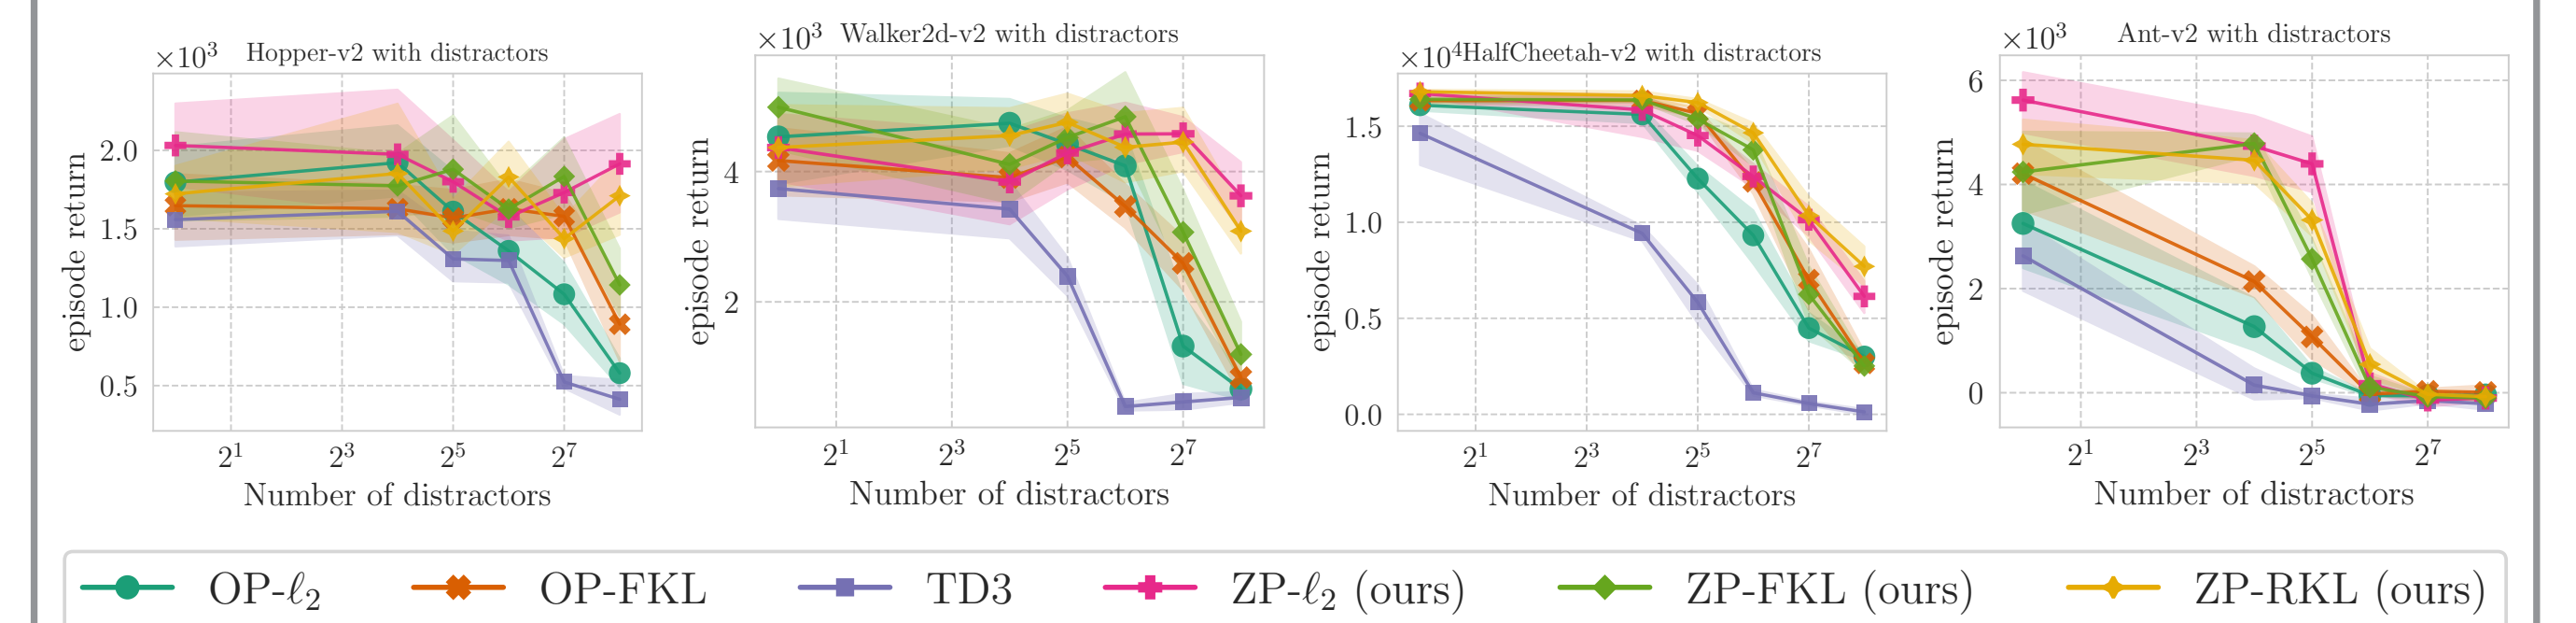 ×10³ Hopper-v2 with distractors
episode return
2.0
1.5
1.0
0.5
2¹ 2³ 2⁵ 2⁷
Number of distractors
×10³ Walker2d-v2 with distractors
episode return
4
2
2¹ 2³ 2⁵ 2⁷
Number of distractors
×10⁴HalfCheetah-v2 with distractors
episode return
1.5
1.0
0.5
0.0
2¹ 2³ 2⁵ 2⁷
Number of distractors
×10³ Ant-v2 with distractors
episode return
6
4
2
0
2¹ 2³ 2⁵ 2⁷
Number of distractors
OP-ℓ₂ OP-FKL TD3 ZP-ℓ₂ (ours) ZP-FKL (ours) ZP-RKL (ours)